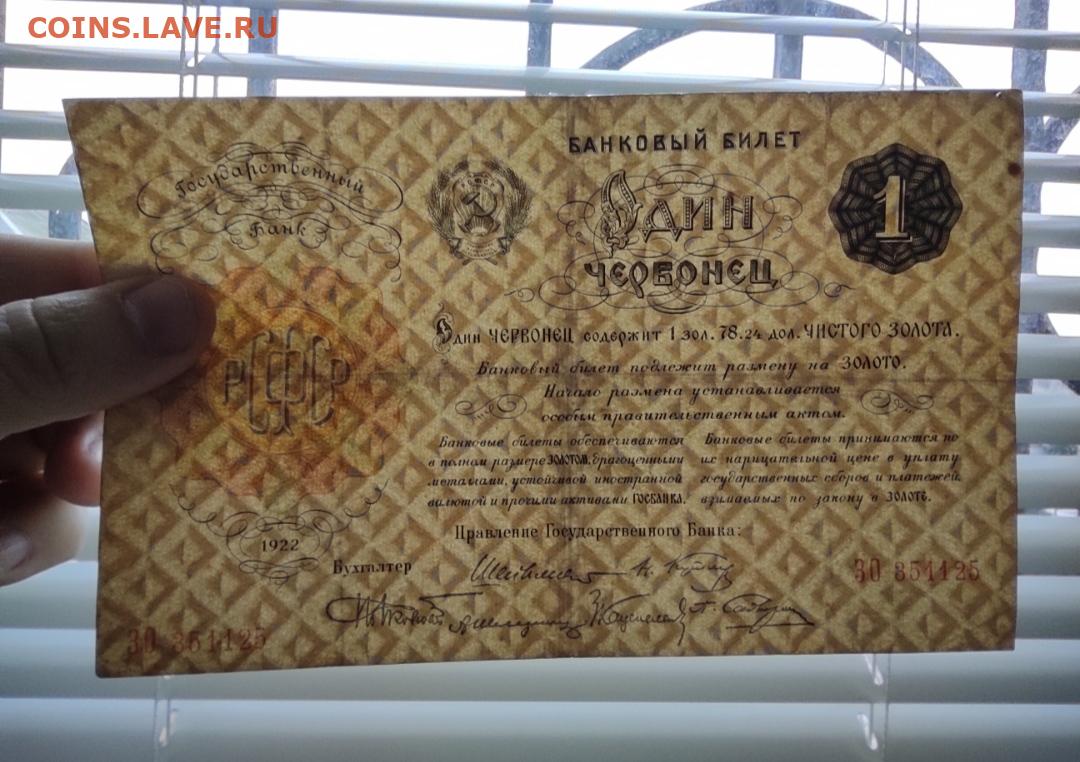 COINS.LAVE.RU
Государственный
Банк
БАНКОВЫЙ БИЛЕТ
1
Один
ЧЕРВОНЕЦ
Один ЧЕРВОНЕЦ содержит 1 зол. 78.24 дол. ЧИСТОГО ЗОЛОТА.
Банковый билет подлежит размену на ЗОЛОТО.
Начало размена устанавливается
особым правительственным актом.
Банковые билеты обеспечиваются
в полном размере ЗОЛОТОМ, драгоценными
металлами, устойчивой иностранной
валютой и прочими активами ГОСБАНКА.
Банковые билеты принимаются по
их нарицательной цене в уплату
государственных сборов и платежей,
взимаемых по закону в ЗОЛОТЕ.
РСФСР
1922
Правление Государственного Банка:
Бухгалтер
ЗО 351125
ЗО 351125